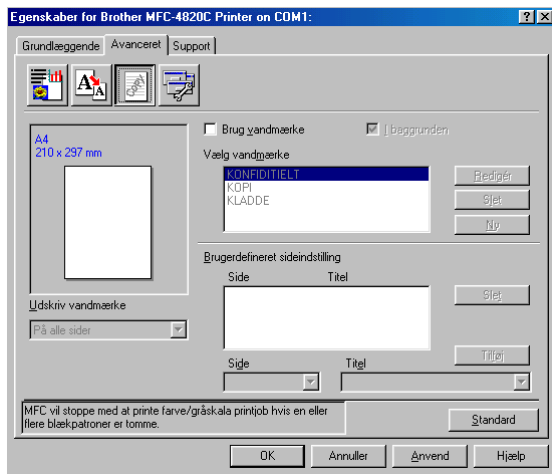 Egenskaber for Brother MFC-4820C Printer on COM1:
Grundlæggende Avanceret Support
A4
210 x 297 mm
Udskriv vandmærke
På alle sider
Brug vandmærke I baggrunden
Vælg vandmærke
KONFIDITIELT
KOPI
KLADDE
Redigér
Slet
Ny
Brugerdefineret sideindstilling
Side Titel
Slet
Tilføj
Side Titel
MFC vil stoppe med at printe farve/gråskala printjob hvis en eller
flere blækpatroner er tomme.
Standard
OK Annuller Anvend Hjælp